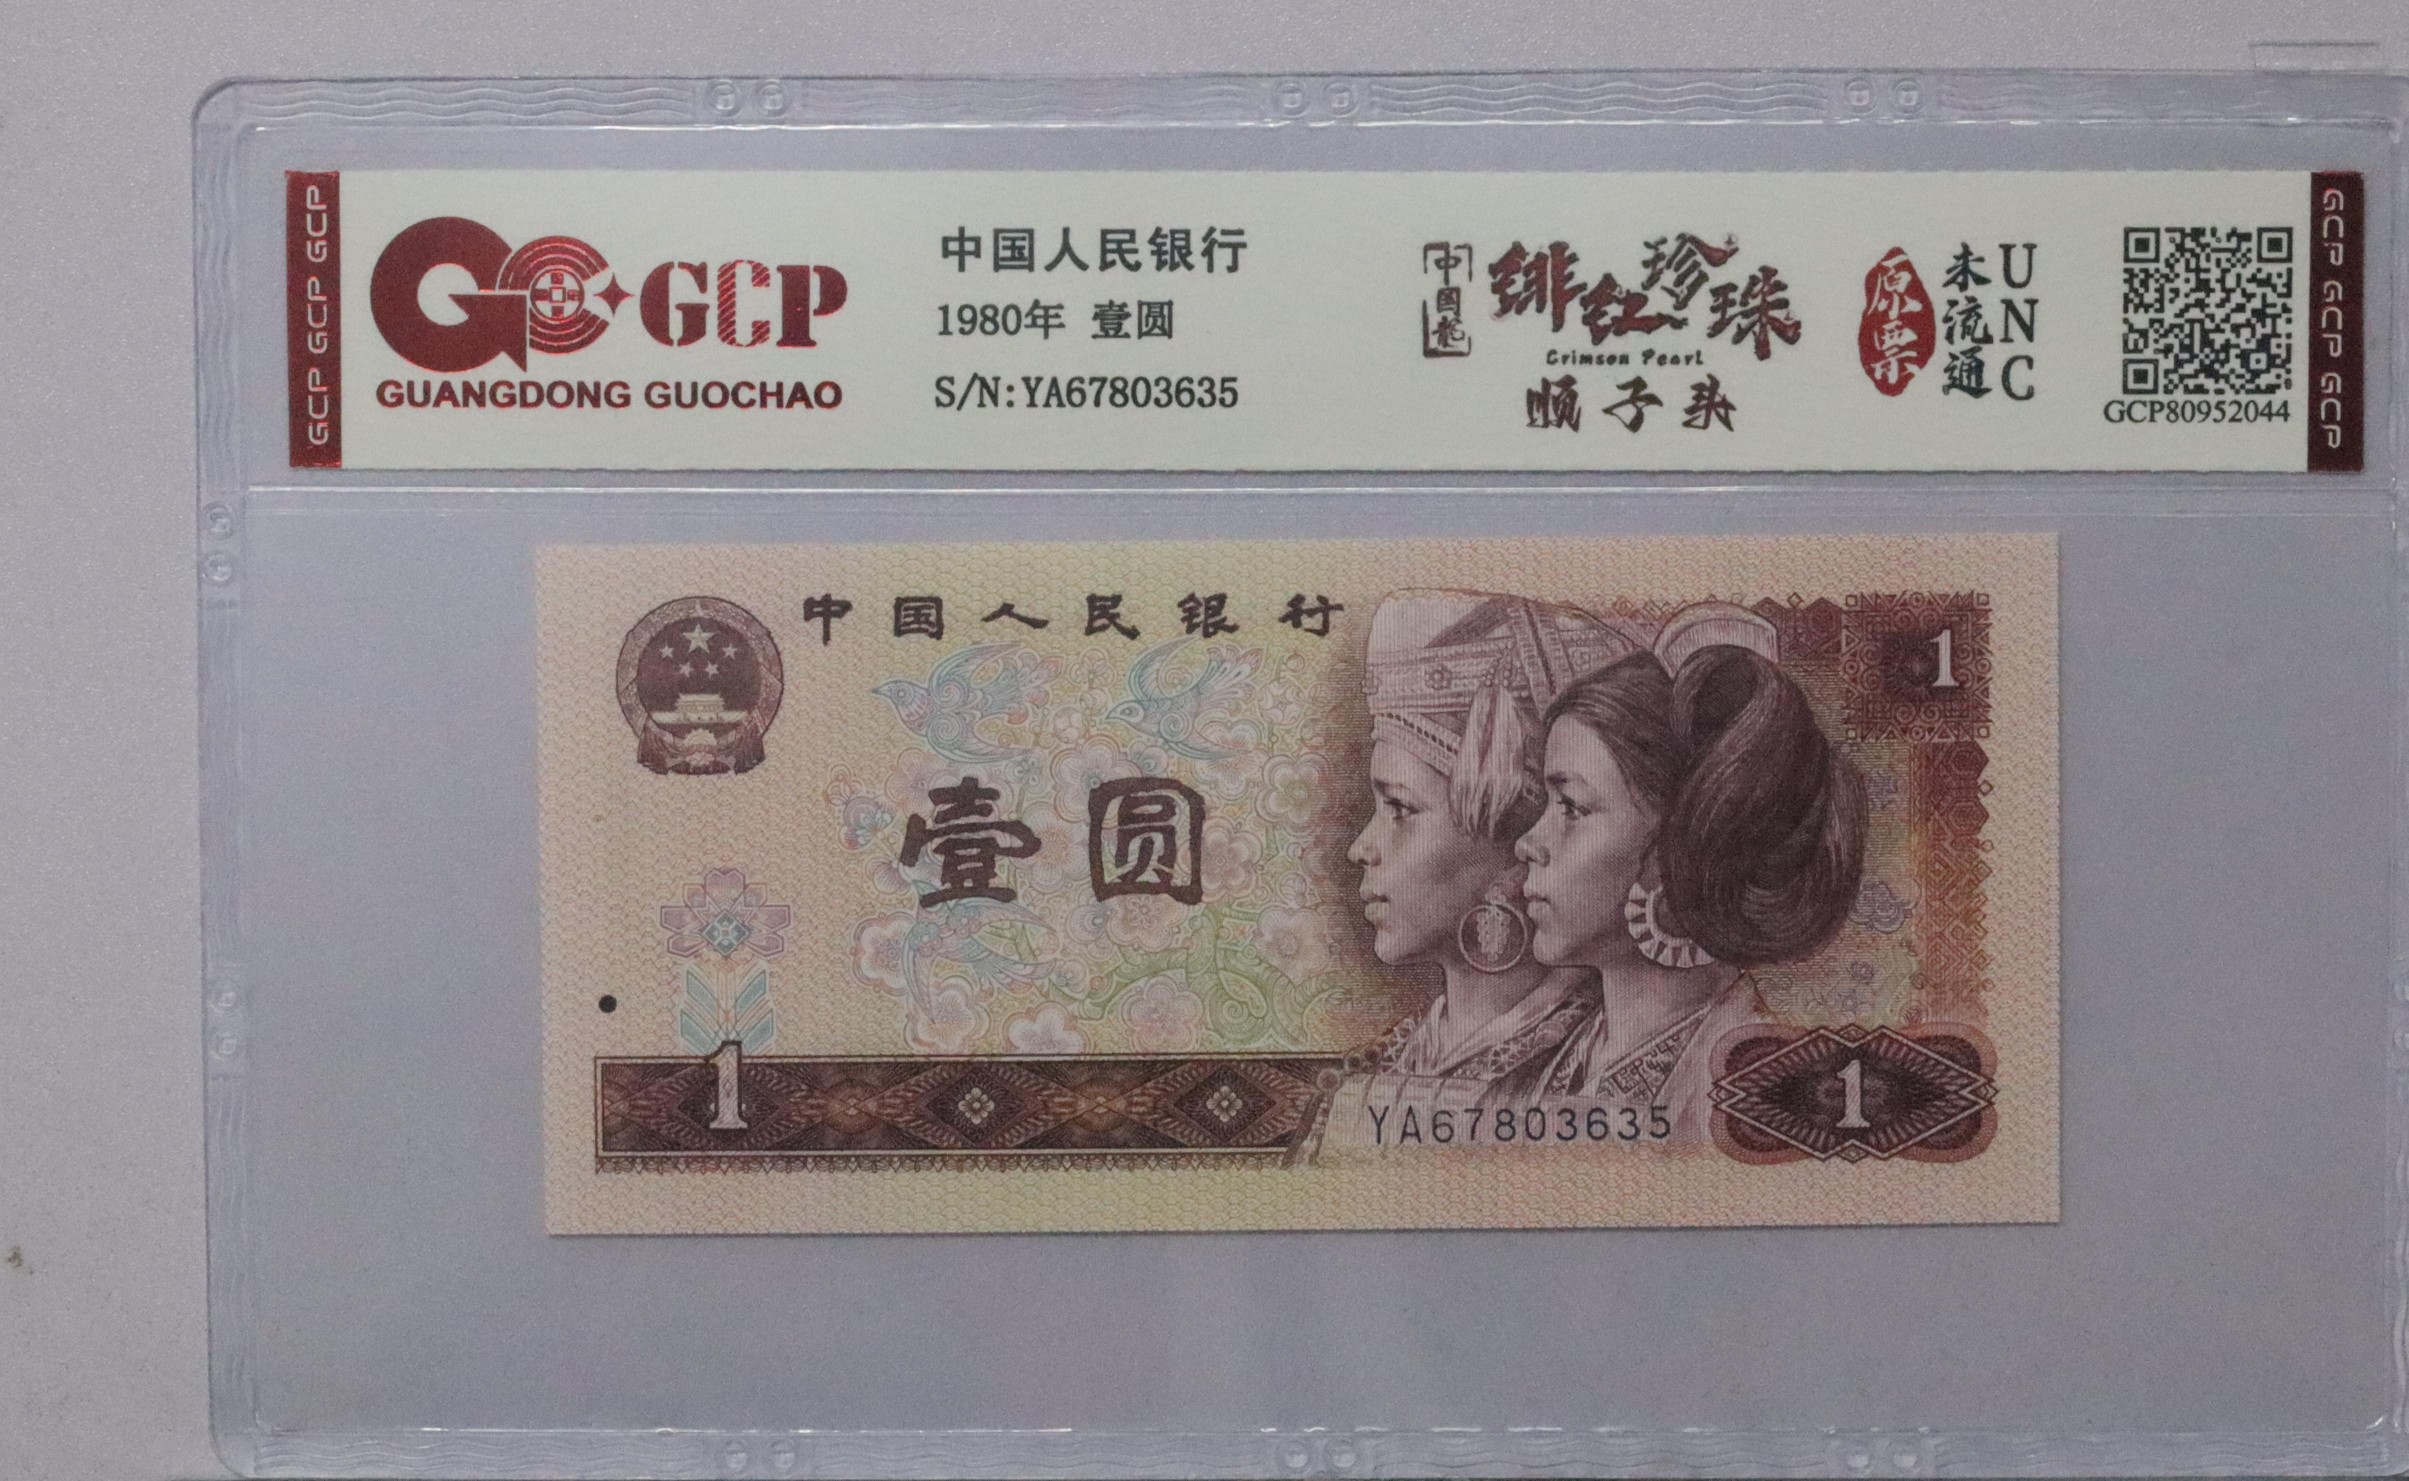 GCP GCP GCP
GCP
GUANGDONG GUOCHAO
中国人民银行
1980年 壹圆
S/N:YA67803635
中国龙
绯红珍珠
Crimson Pearl
顺子头
原票
未流通
UNC
GCP80952044
GCP GCP GCP
中国人民银行
1
壹圆
1
YA67803635
1